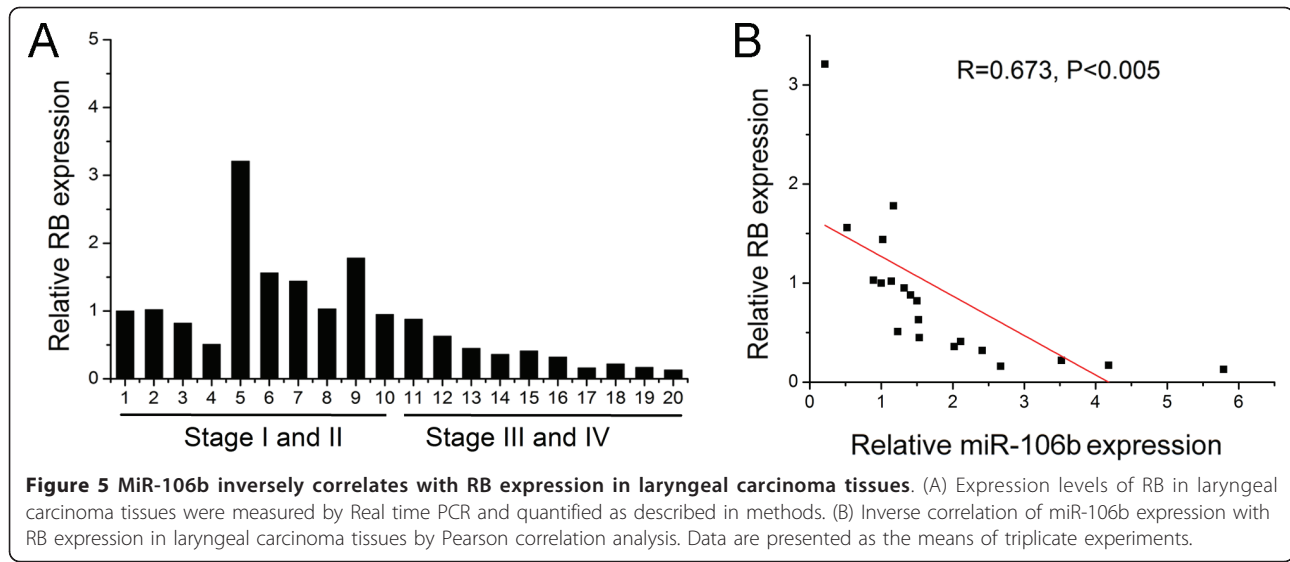 A
Relative RB expression
5
4
3
2
1
0
1 2 3 4 5 6 7 8 9 10 11 12 13 14 15 16 17 18 19 20
Stage I and II
Stage III and IV
B
R=0.673, P<0.005
Relative RB expression
3
2
1
0
0 1 2 3 4 5 6
Relative miR-106b expression
Figure 5 MiR-106b inversely correlates with RB expression in laryngeal carcinoma tissues. (A) Expression levels of RB in laryngeal
carcinoma tissues were measured by Real time PCR and quantified as described in methods. (B) Inverse correlation of miR-106b expression with
RB expression in laryngeal carcinoma tissues by Pearson correlation analysis. Data are presented as the means of triplicate experiments.